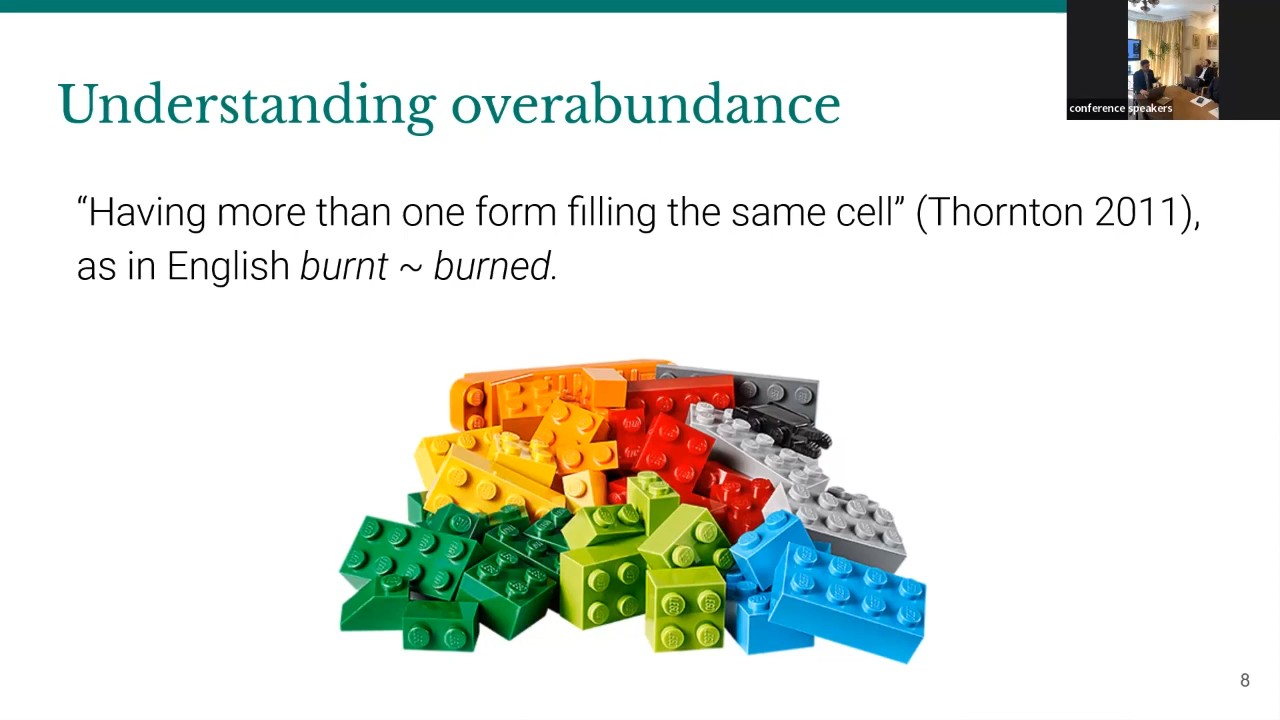 conference speakers
Understanding overabundance
“Having more than one form filling the same cell” (Thornton 2011),
as in English burnt ~ burned.
8